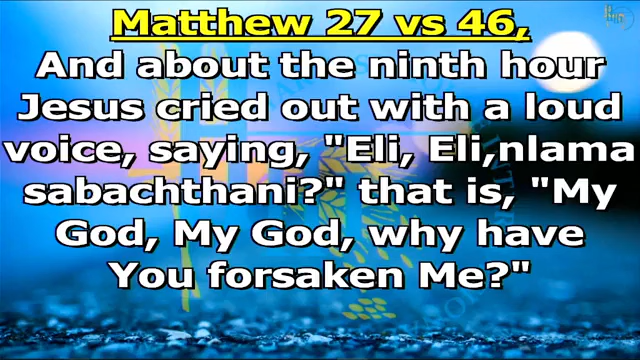 Matthew 27 vs 46,
And about the ninth hour
Jesus cried out with a loud
voice, saying, "Eli, Eli,nlama
sabachthani?" that is, "My
God, My God, why have
You forsaken Me?"